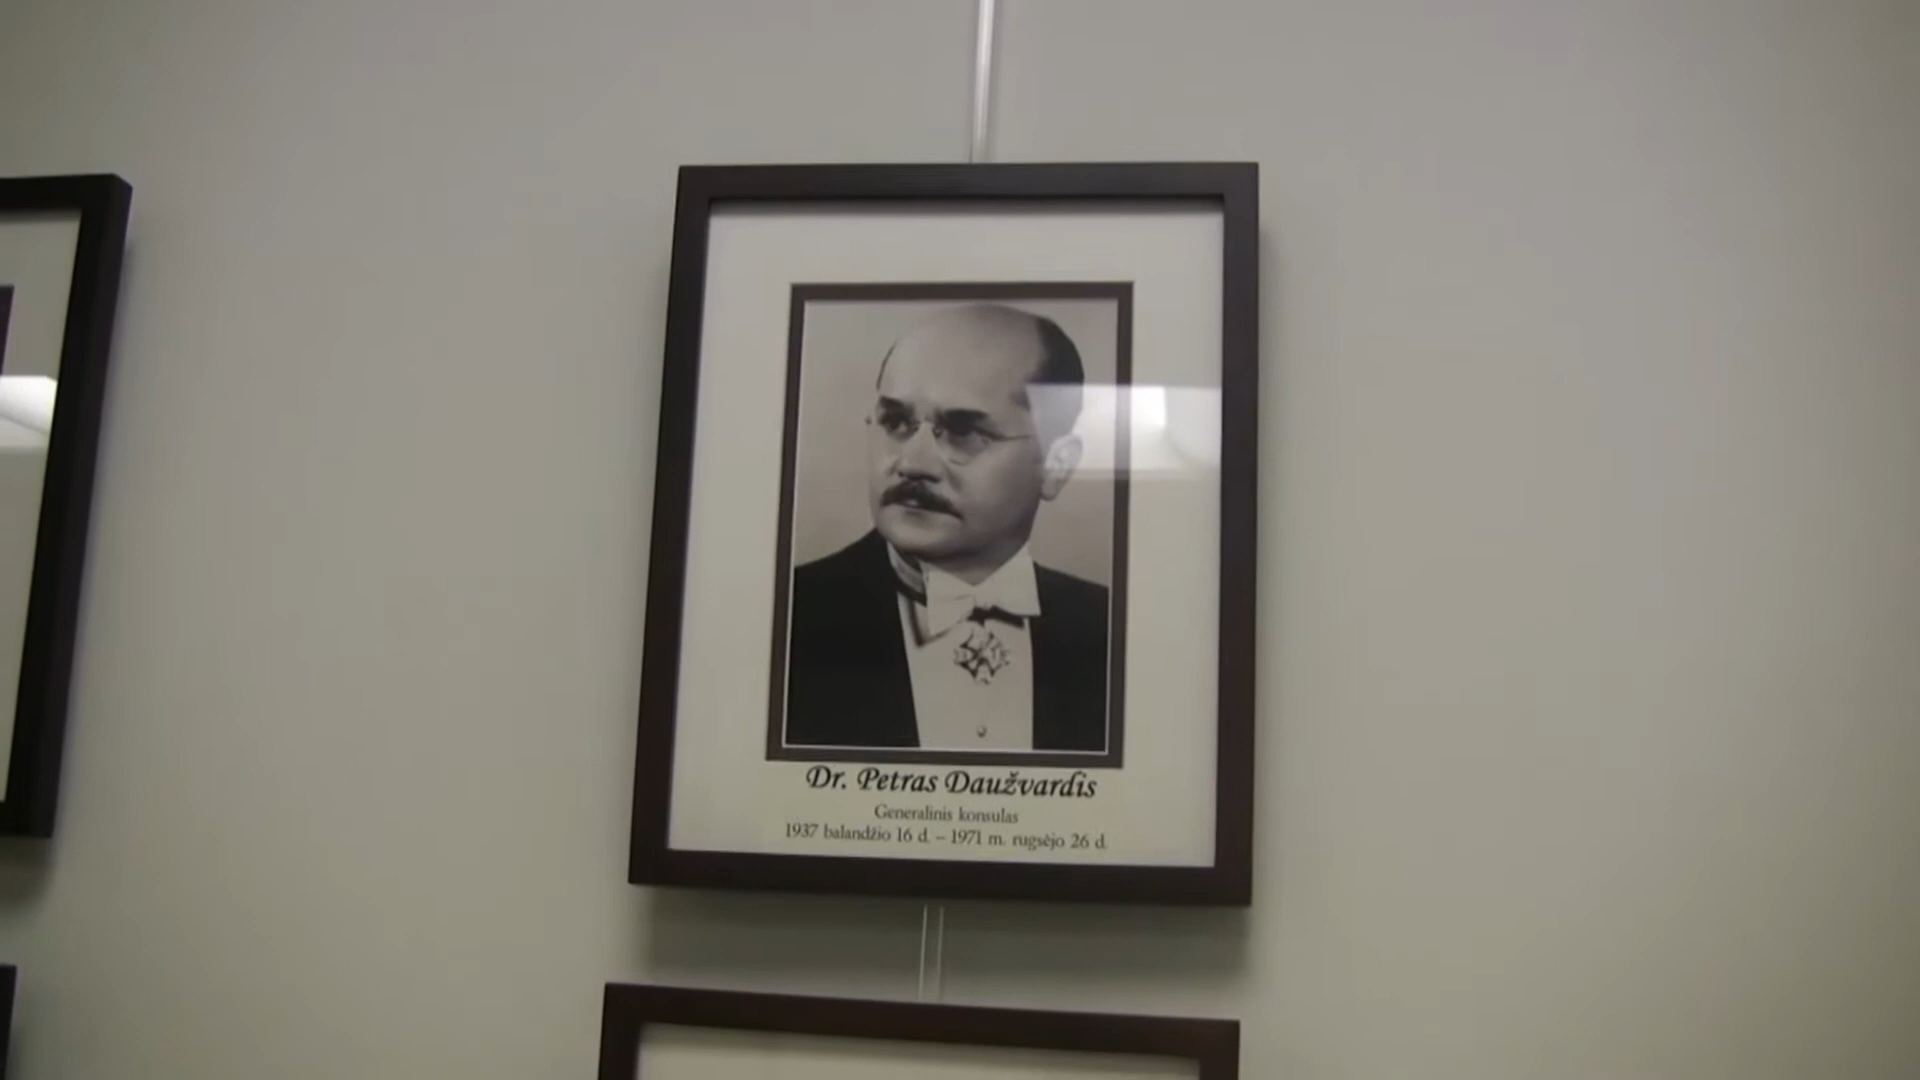 Dr. Petras Daužvardis
Generalinis konsulas
1937 balandžio 16 d. – 1971 m. rugsėjo 26 d.